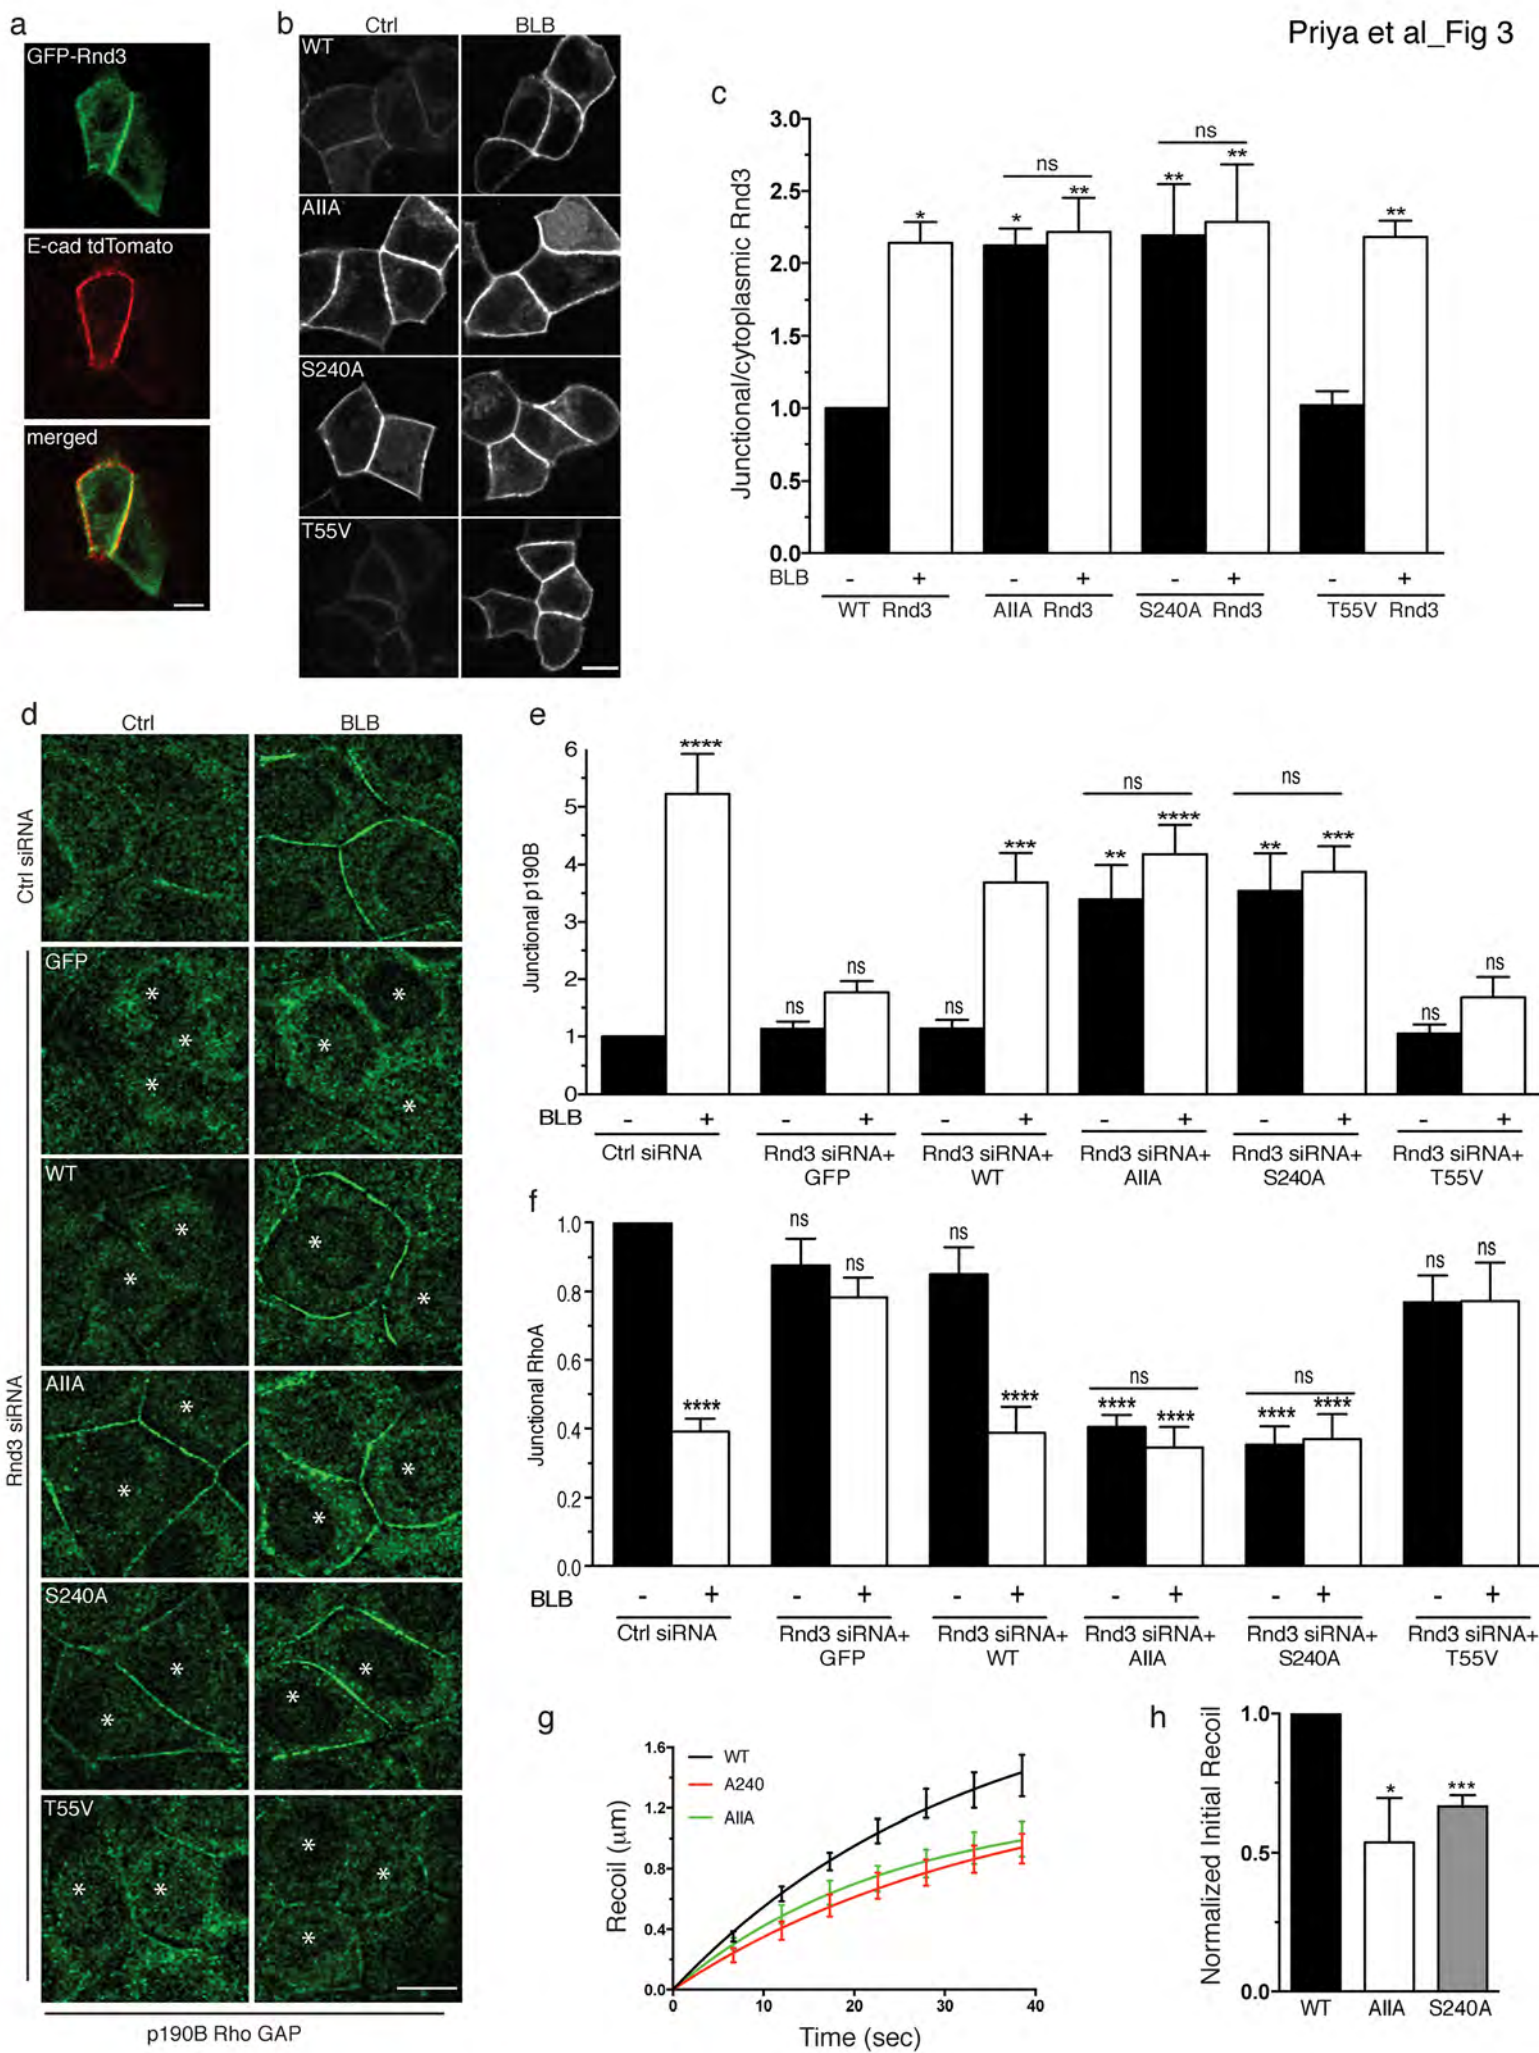 Priya et al_Fig 3
a
GFP-Rnd3
E-cad tdTomato
merged
b
Ctrl BLB
WT
AIIA
S240A
T55V
c
Junctional/cytoplasmic Rnd3
3.0
2.5
2.0
1.5
1.0
0.5
0.0
* * ** ** ** **
ns ns
BLB - + - + - + - +
WT Rnd3 AIIA Rnd3 S240A Rnd3 T55V Rnd3
d
Ctrl BLB
Ctrl siRNA
Rnd3 siRNA
GFP
* * * * * *
WT
* * * *
AIIA
* * * *
S240A
* * * *
T55V
* * * * *
p190B Rho GAP
e
Junctional p190B
6
5
4
3
2
1
0
**** ns ns ns *** ** **** ** *** ns ns
ns ns
BLB - + - + - + - + - + - +
Ctrl siRNA Rnd3 siRNA+ Rnd3 siRNA+ Rnd3 siRNA+ Rnd3 siRNA+ Rnd3 siRNA+
GFP WT AIIA S240A T55V
f
Junctional RhoA
1.0
0.8
0.6
0.4
0.2
0.0
**** ns ns ns **** **** **** **** **** ns ns
ns ns
BLB - + - + - + - + - + - +
Ctrl siRNA Rnd3 siRNA+ Rnd3 siRNA+ Rnd3 siRNA+ Rnd3 siRNA+ Rnd3 siRNA+
GFP WT AIIA S240A T55V
g
Recoil (μm)
1.6
1.2
0.8
0.4
0.0
WT
A240
AIIA
0 10 20 30 40
Time (sec)
h
Normalized Initial Recoil
1.0
0.5
0.0
* ***
WT AIIA S240A